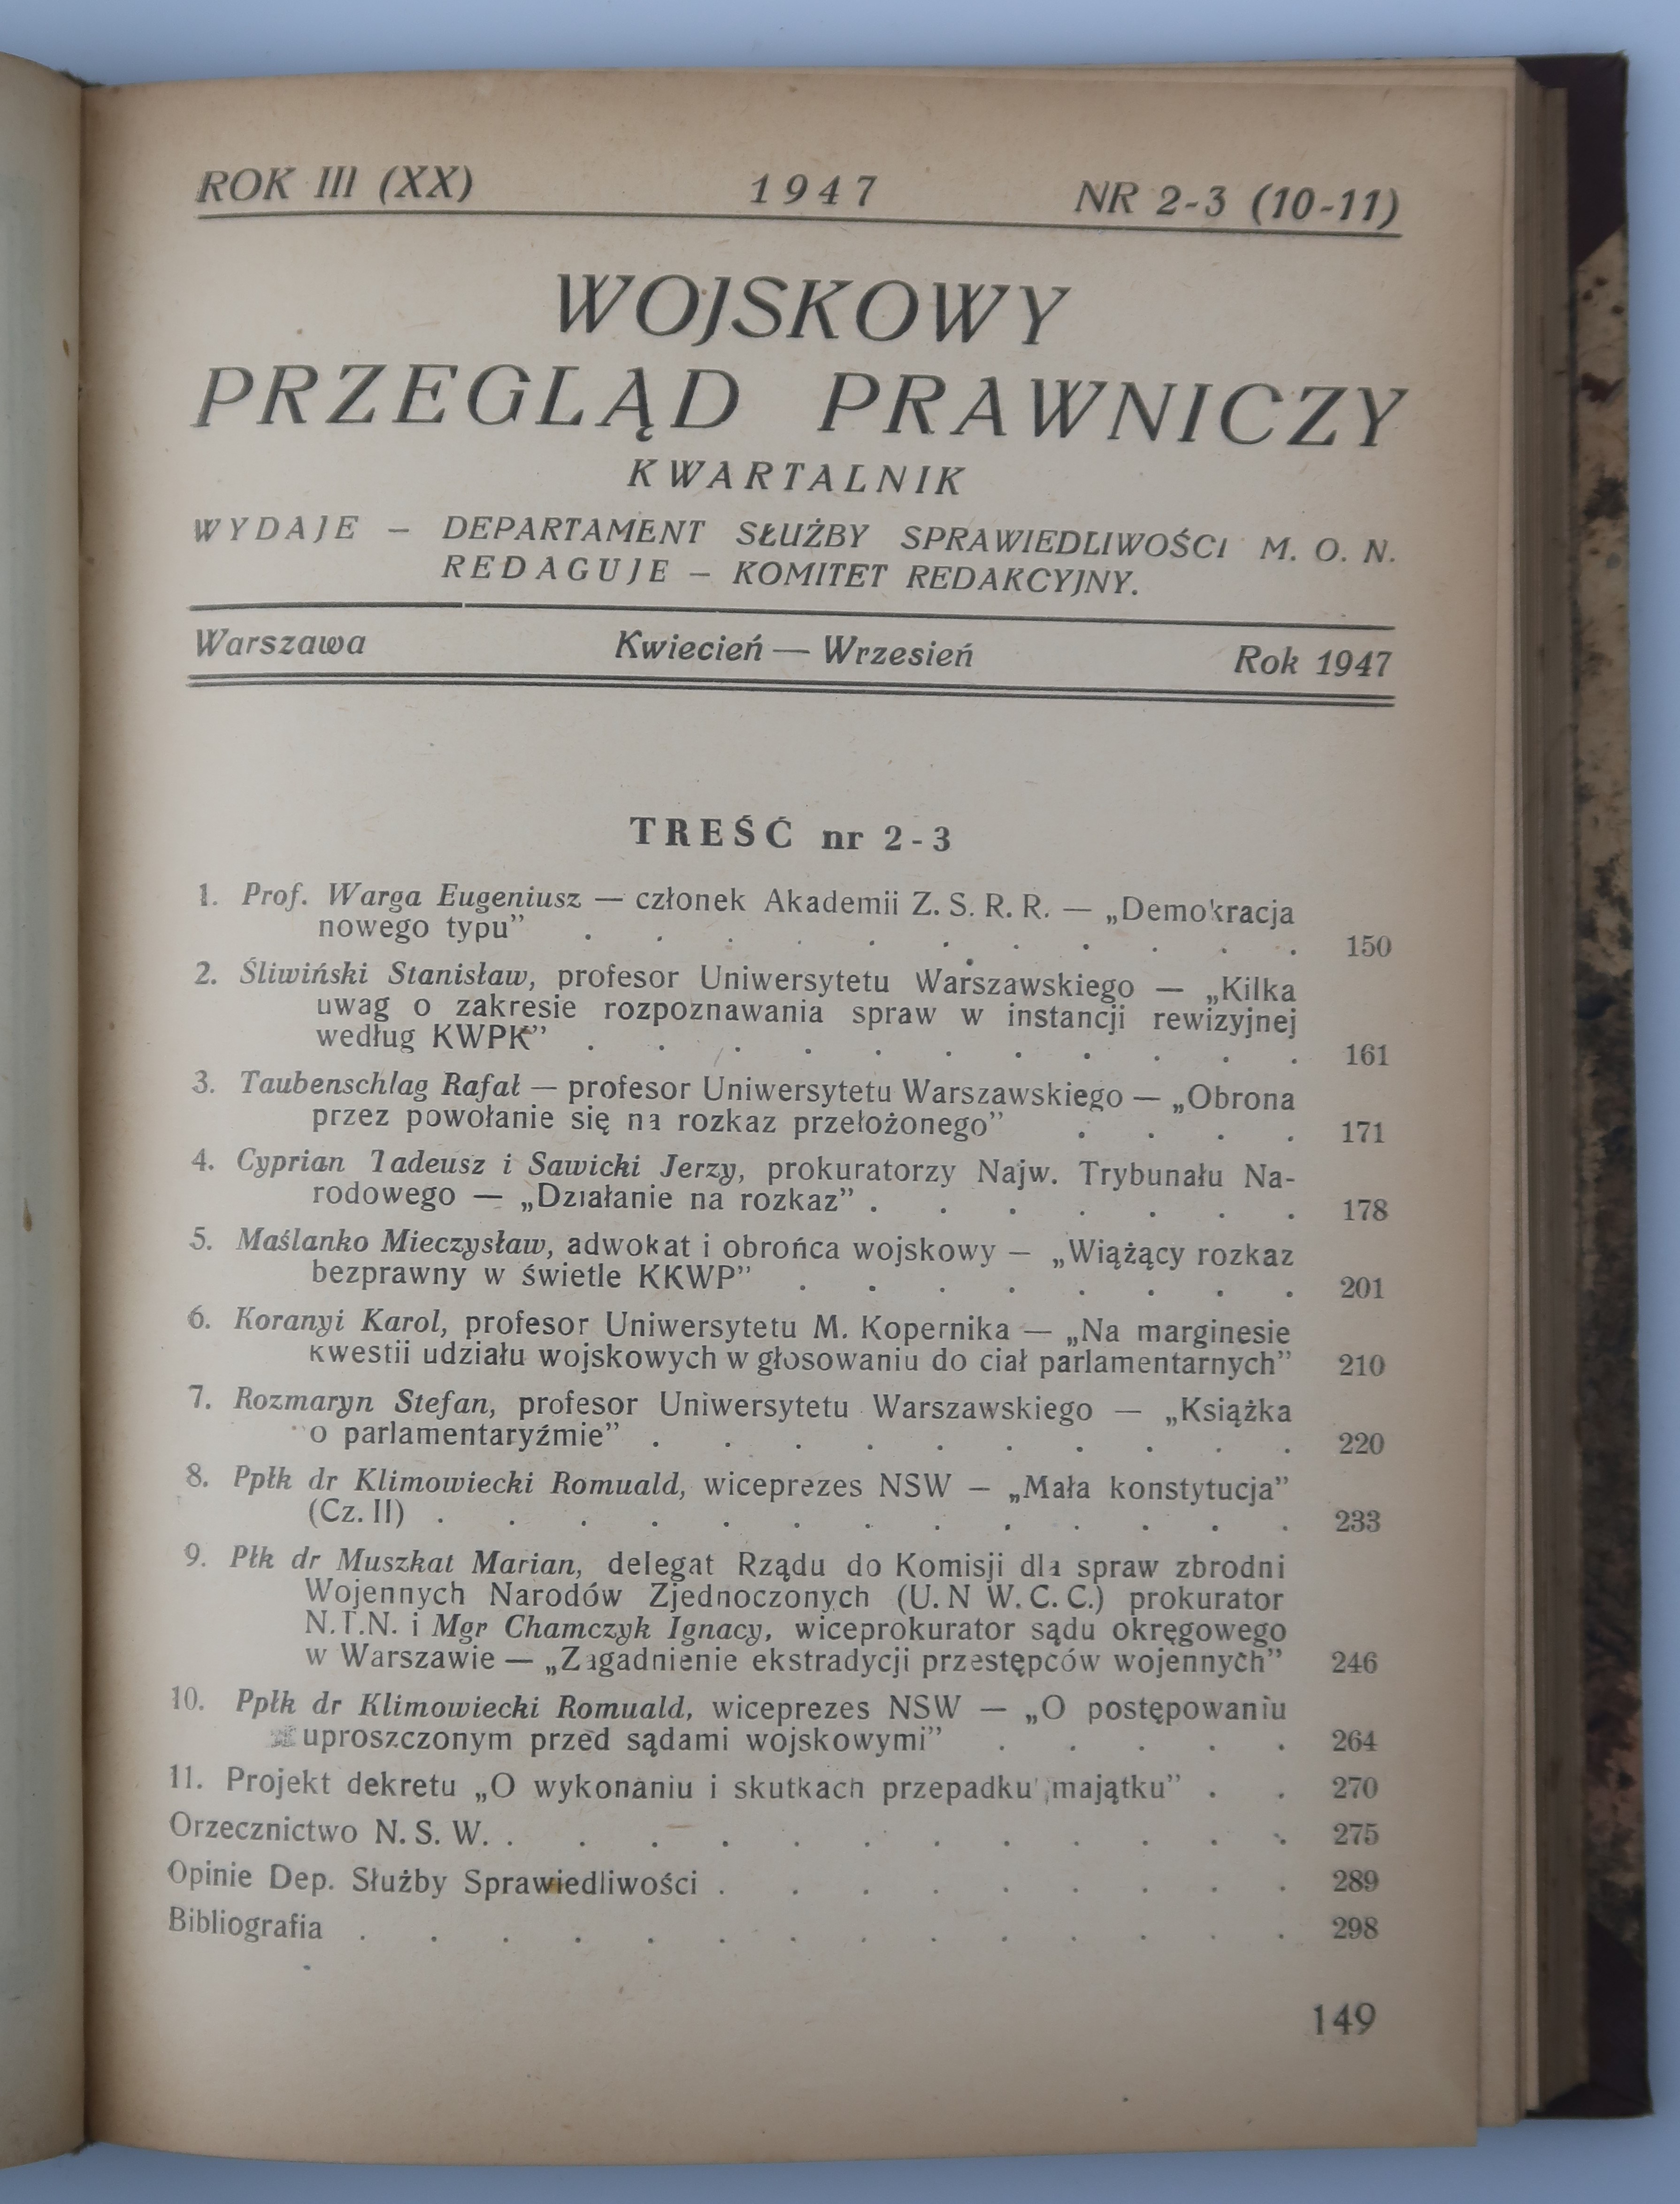 ROK III (XX) 1947 NR 2-3 (10-11)
WOJSKOWY
PRZEGLĄD PRAWNICZY
KWARTALNIK
WYDAJE – DEPARTAMENT SŁUŻBY SPRAWIEDLIWOŚCI M. O. N.
REDAGUJE – KOMITET REDAKCYJNY.
Warszawa Kwiecień — Wrzesień Rok 1947
TREŚĆ nr 2-3
1. Prof. Warga Eugeniusz — członek Akademii Z. S. R. R. — „Demokracja
nowego typu” . . . . . . . . . . . 150
2. Śliwiński Stanisław, profesor Uniwersytetu Warszawskiego — „Kilka
uwag o zakresie rozpoznawania spraw w instancji rewizyjnej
według KWPK” . . . . . . . . . . . 161
3. Taubenschlag Rafał — profesor Uniwersytetu Warszawskiego — „Obrona
przez powołanie się na rozkaz przełożonego” . . . . 171
4. Cyprian Tadeusz i Sawicki Jerzy, prokuratorzy Najw. Trybunału Na-
rodowego — „Działanie na rozkaz” . . . . . . . 178
5. Maślanko Mieczysław, adwokat i obrońca wojskowy — „Wiążący rozkaz
bezprawny w świetle KKWP” . . . . . . . . 201
6. Koranyi Karol, profesor Uniwersytetu M. Kopernika — „Na marginesie
kwestii udziału wojskowych w głosowaniu do ciał parlamentarnych” 210
7. Rozmaryn Stefan, profesor Uniwersytetu Warszawskiego — „Książka
o parlamentaryźmie” . . . . . . . . . . 220
8. Ppłk dr Klimowiecki Romuald, wiceprezes NSW — „Mała konstytucja”
(Cz. II) . . . . . . . . . . . . . 233
9. Płk dr Muszkat Marian, delegat Rządu do Komisji dla spraw zbrodni
Wojennych Narodów Zjednoczonych (U. N W. C. C.) prokurator
N.T.N. i Mgr Chamczyk Ignacy, wiceprokurator sądu okręgowego
w Warszawie — „Zagadnienie ekstradycji przestępców wojennych” 246
10. Ppłk dr Klimowiecki Romuald, wiceprezes NSW — „O postępowaniu
uproszczonym przed sądami wojskowymi” . . . . . 264
11. Projekt dekretu „O wykonaniu i skutkach przepadku majątku” . . 270
Orzecznictwo N. S. W. . . . . . . . . . . . . 275
Opinie Dep. Służby Sprawiedliwości . . . . . . . . . 289
Bibliografia . . . . . . . . . . . . . . 298
149